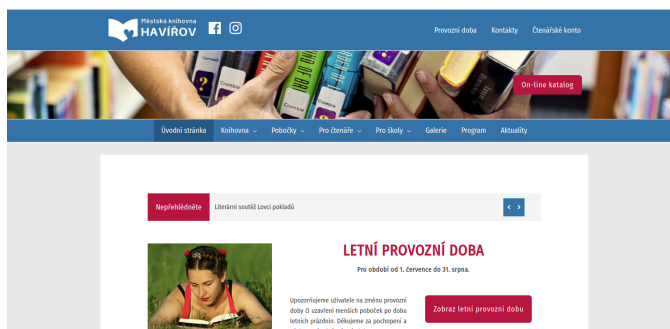 Městská knihovna
HAVÍŘOV
Provozní doba
Kontakty
Čtenářské konto
?
Crombie
?
Crombie
On-line katalog
Úvodní stránka
Knihovna
Pobočky
Pro čtenáře
Pro školy
Galerie
Program
Aktuality
Nepřehlédněte
Literární soutěž Lovci pokladů
LETNÍ PROVOZNÍ DOBA
Pro období od 1. července do 31. srpna.
Upozorňujeme uživatele na změnu provozní
doby či uzavření menších poboček po dobu
letních prázdnin. Děkujeme za pochopení a
Zobraz letní provozní dobu